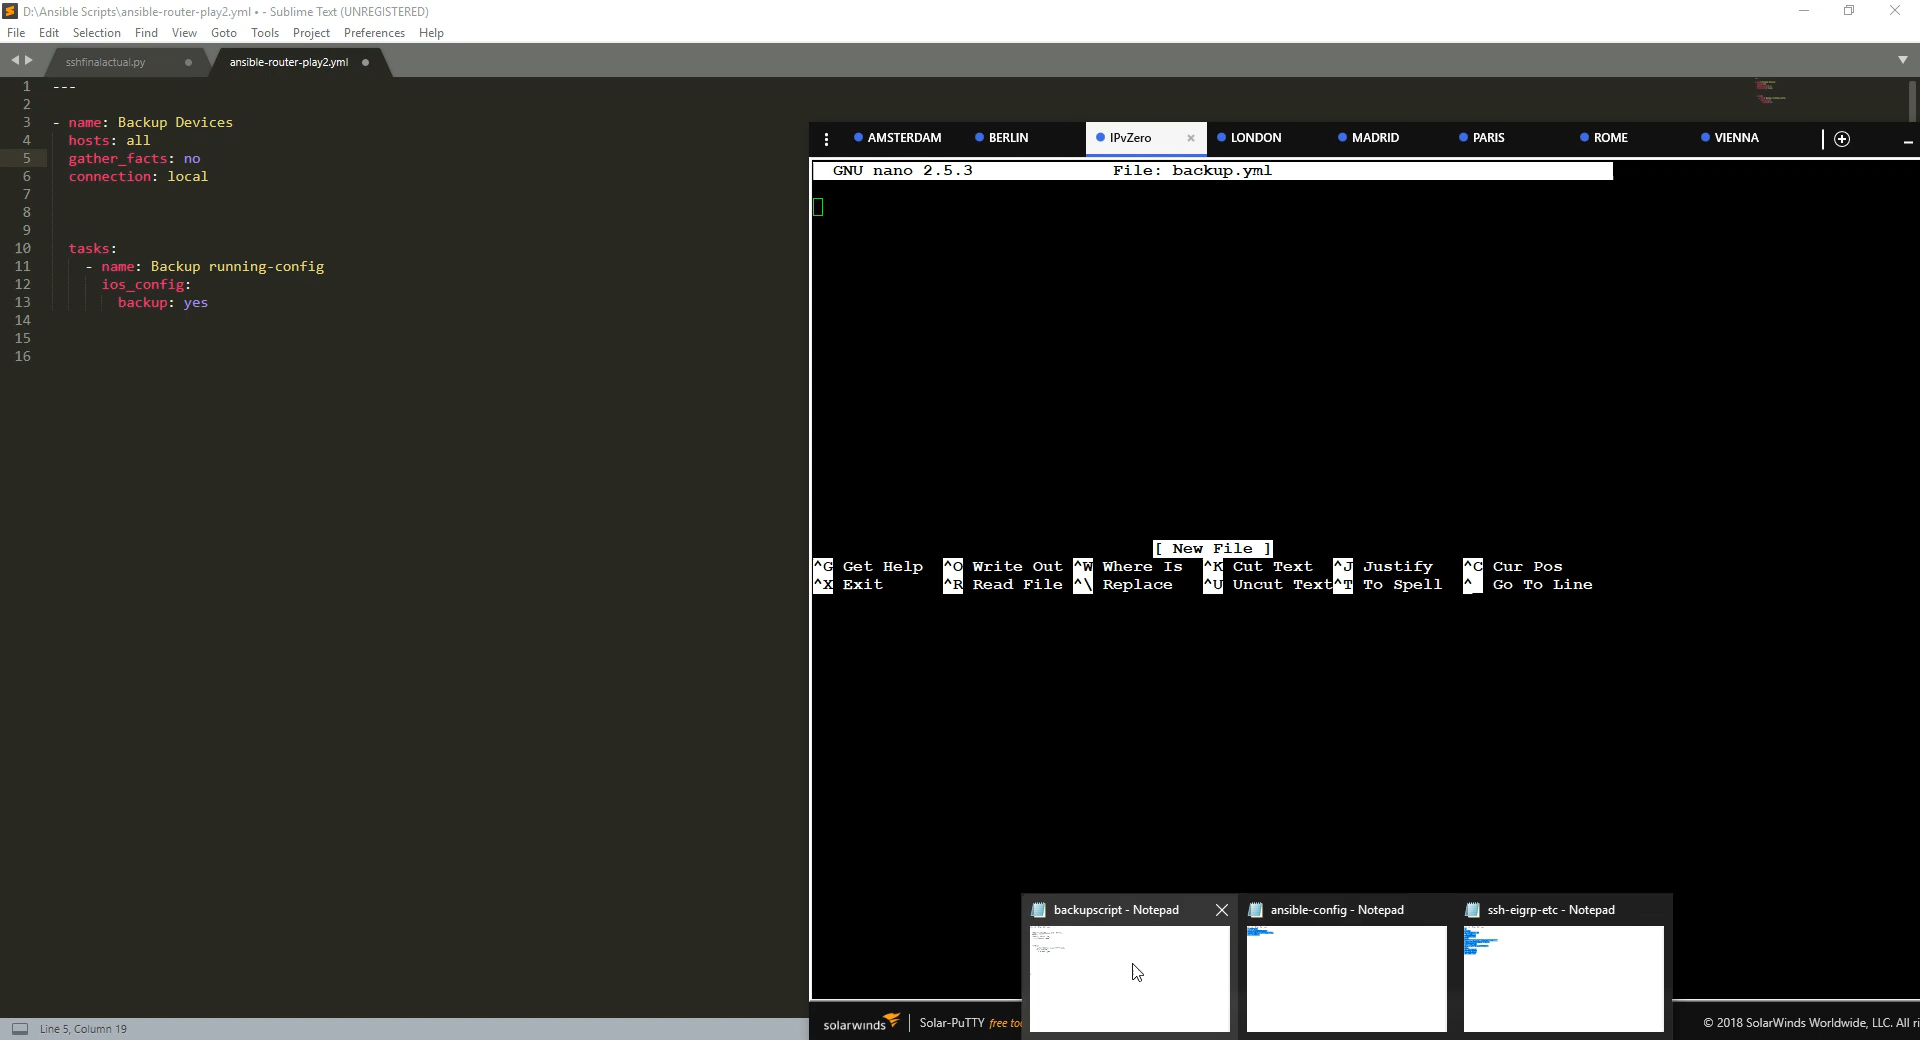 D:\Ansible Scripts\ansible-router-play2.yml • - Sublime Text (UNREGISTERED)
File Edit Selection Find View Goto Tools Project Preferences Help
sshfinalactual.py
ansible-router-play2.yml
1 ---
2
3 - name: Backup Devices
4 hosts: all
5 gather_facts: no
6 connection: local
7
8
9
10 tasks:
11 - name: Backup running-config
12 ios_config:
13 backup: yes
14
15
16
Line 5, Column 19
AMSTERDAM BERLIN IPvZero × LONDON MADRID PARIS ROME VIENNA
GNU nano 2.5.3 File: backup.yml
[ New File ]
^G Get Help ^O Write Out ^W Where Is ^K Cut Text ^J Justify ^C Cur Pos
^X Exit ^R Read File ^\ Replace ^U Uncut Text ^T To Spell ^_ Go To Line
backupscript - Notepad
ansible-config - Notepad
ssh-eigrp-etc - Notepad
solarwinds
Solar-PuTTY free
© 2018 SolarWinds Worldwide, LLC. All